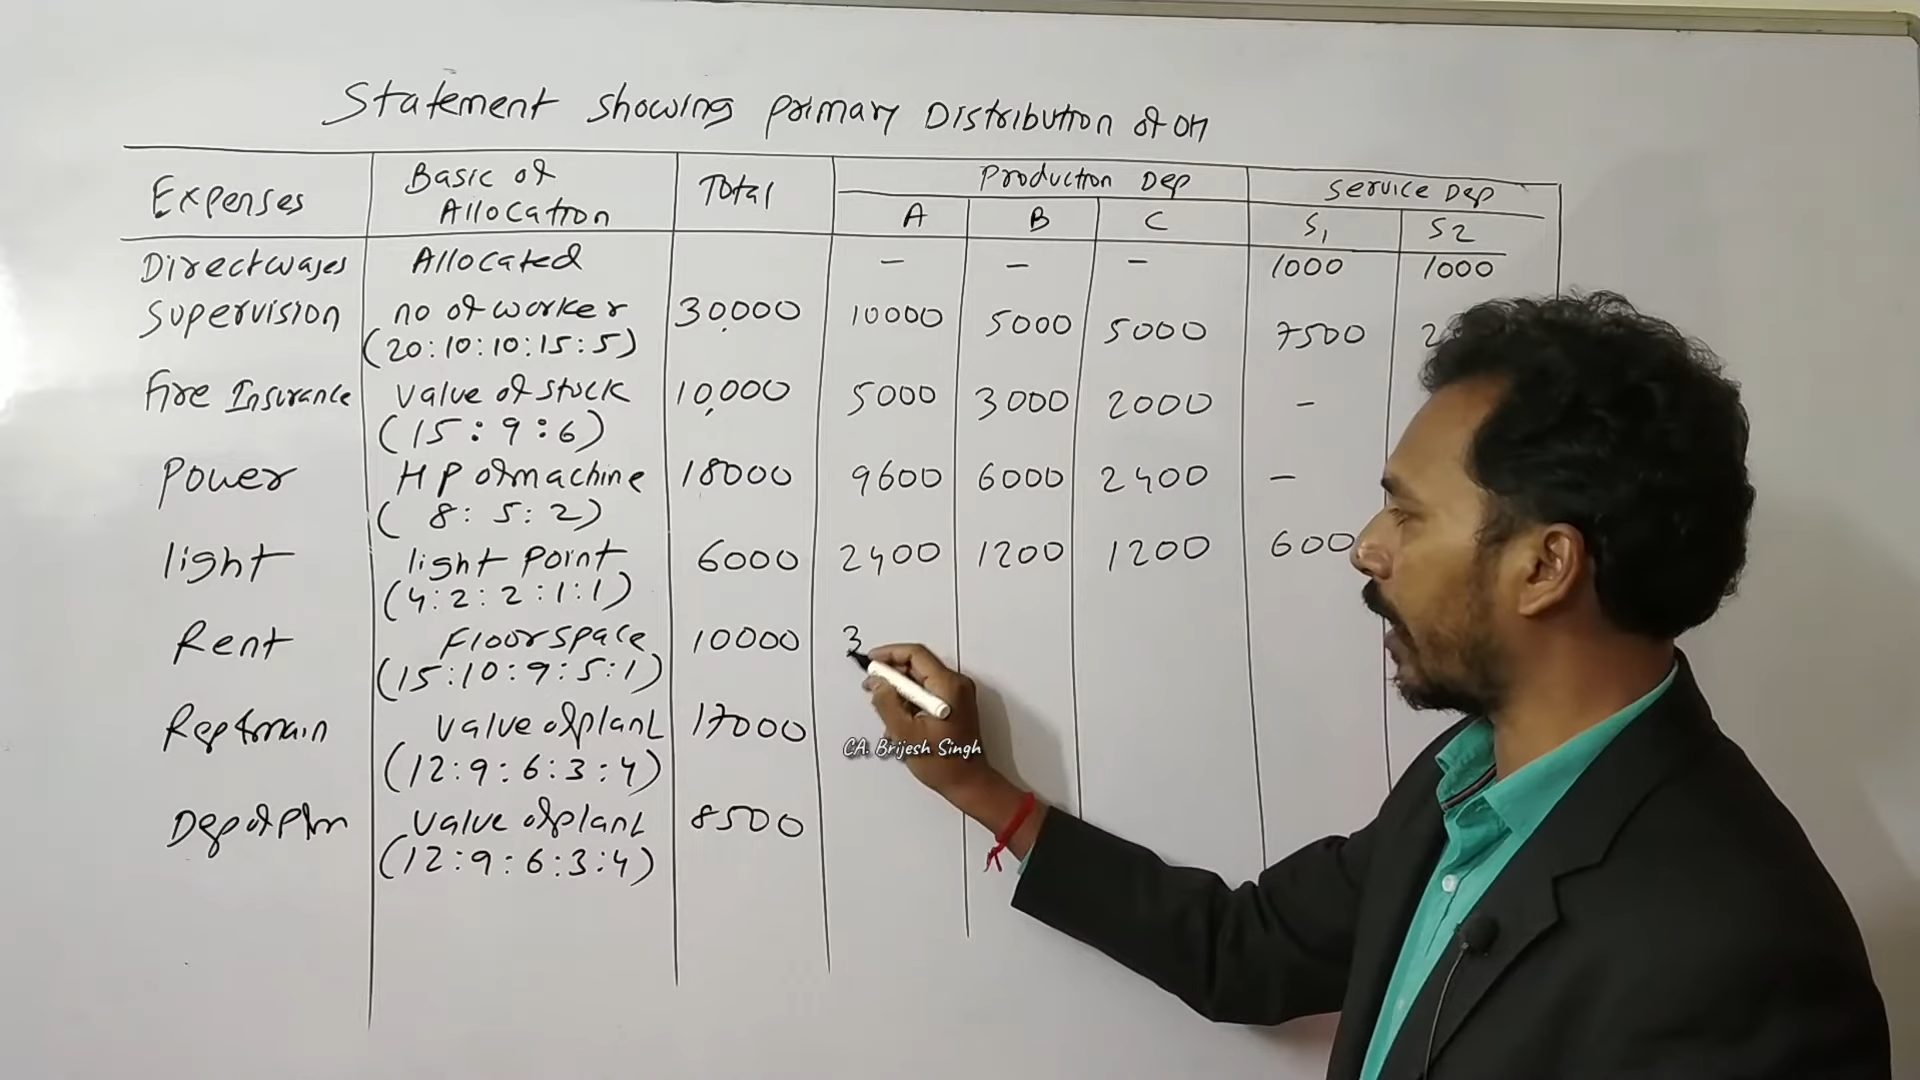 Statement showing primary Distribution of OH
Expenses Basic of Allocation Total Production Dep Service Dep
A B C S1 S2
Direct wages Allocated - - - 1000 1000
Supervision no of worker 30,000 10000 5000 5000 7500
(20:10:10:15:5)
Fire Insurance value of stock 10,000 5000 3000 2000 -
(15:9:6)
Power HP of machine 18000 9600 6000 2400 -
(8:5:2)
light light point 6000 2400 1200 1200 600
(4:2:2:1:1)
Rent Floor space 10000 3
(15:10:9:5:1)
Rep & main value of plant 17000
(12:9:6:3:4)
CA. Brijesh Singh
Dep of value of plant 8500
(12:9:6:3:4)